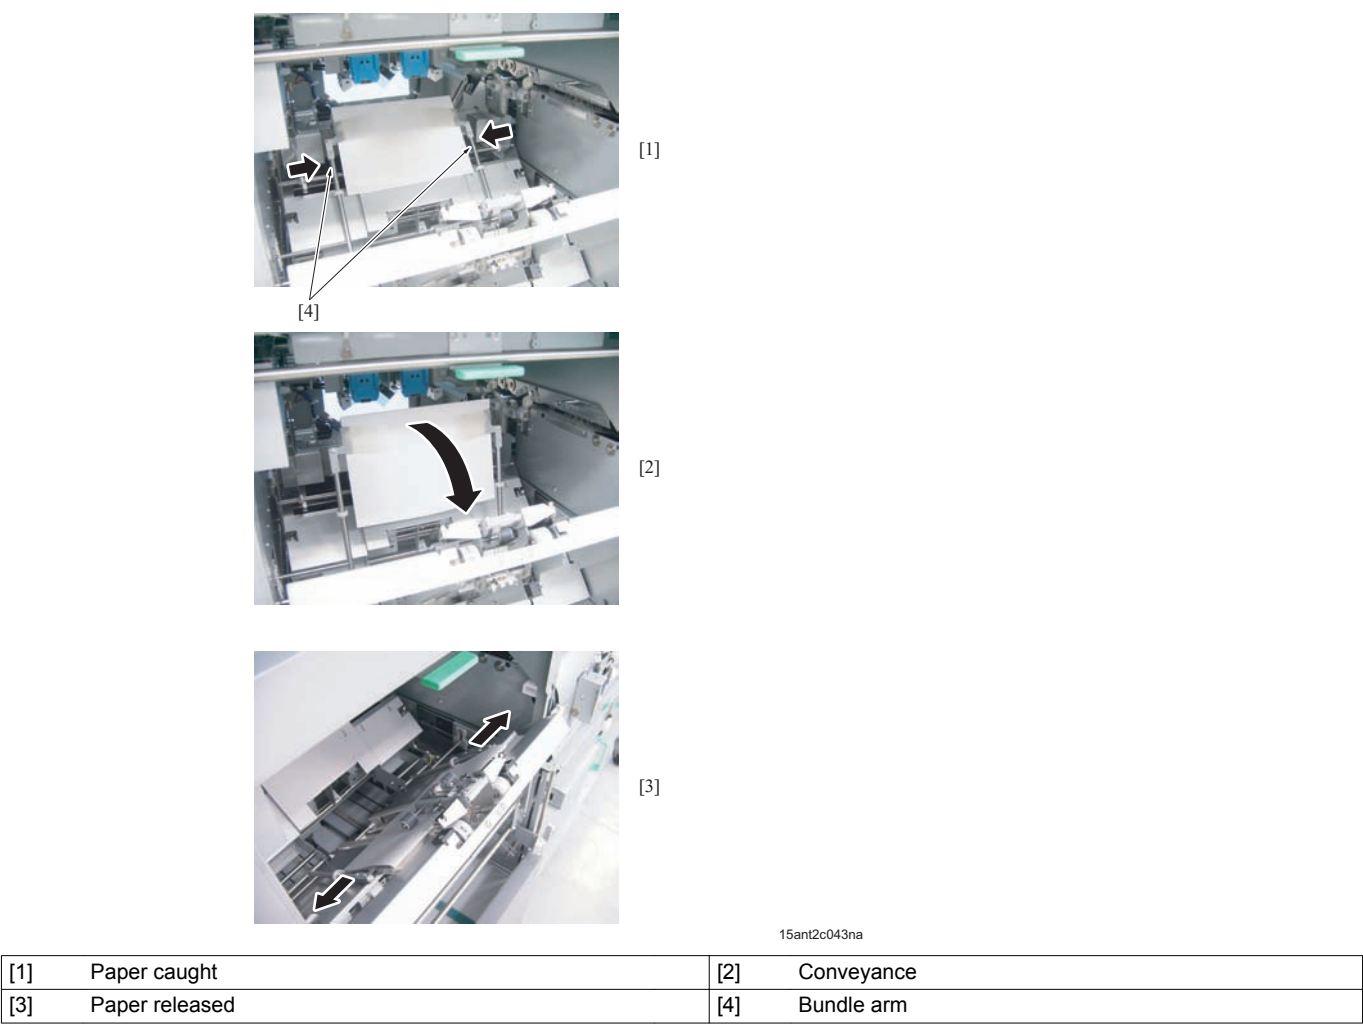 [1]
[4]
[2]
[3]
15ant2c043na
[1] Paper caught [2] Conveyance
[3] Paper released [4] Bundle arm